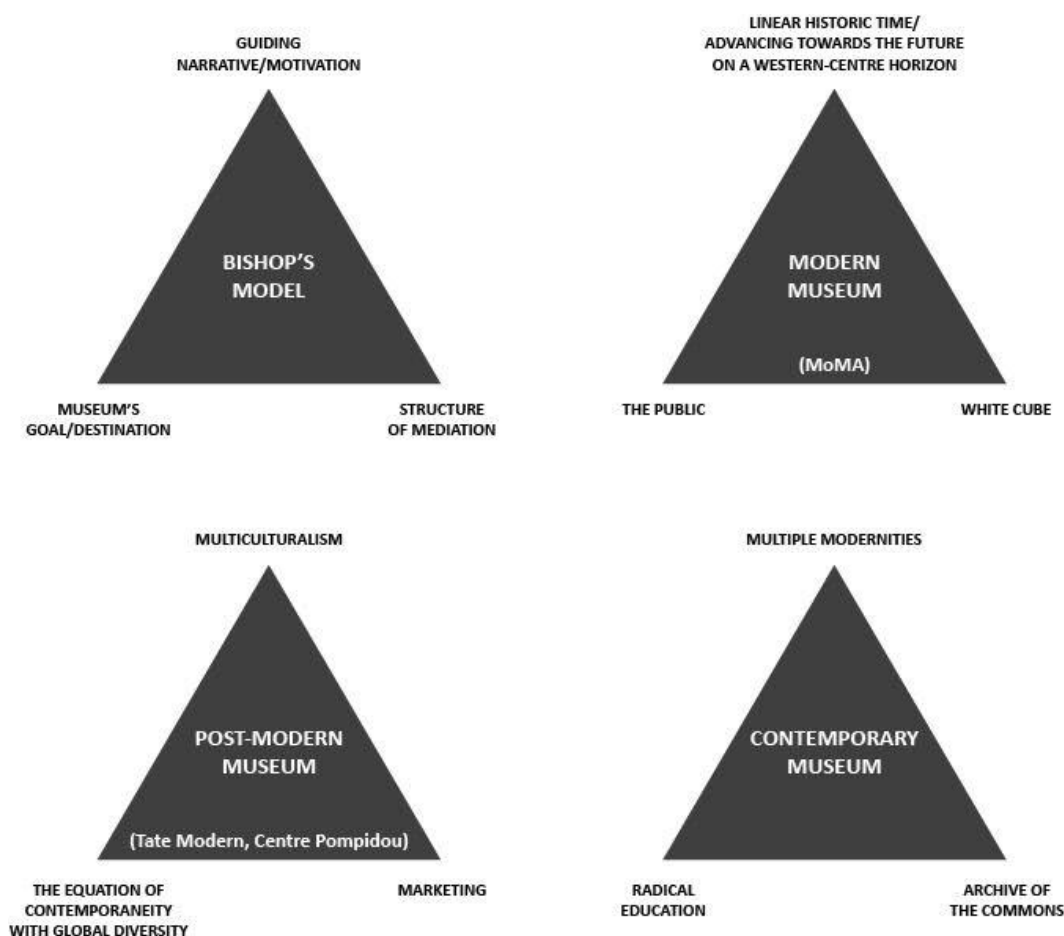 GUIDING
NARRATIVE/MOTIVATION
BISHOP'S
MODEL
MUSEUM'S
GOAL/DESTINATION
STRUCTURE
OF MEDIATION
LINEAR HISTORIC TIME/
ADVANCING TOWARDS THE FUTURE
ON A WESTERN-CENTRE HORIZON
MODERN
MUSEUM
(MoMA)
THE PUBLIC
WHITE CUBE
MULTICULTURALISM
POST-MODERN
MUSEUM
(Tate Modern, Centre Pompidou)
THE EQUATION OF
CONTEMPORANEITY
WITH GLOBAL DIVERSITY
MARKETING
MULTIPLE MODERNITIES
CONTEMPORARY
MUSEUM
RADICAL
EDUCATION
ARCHIVE OF
THE COMMONS